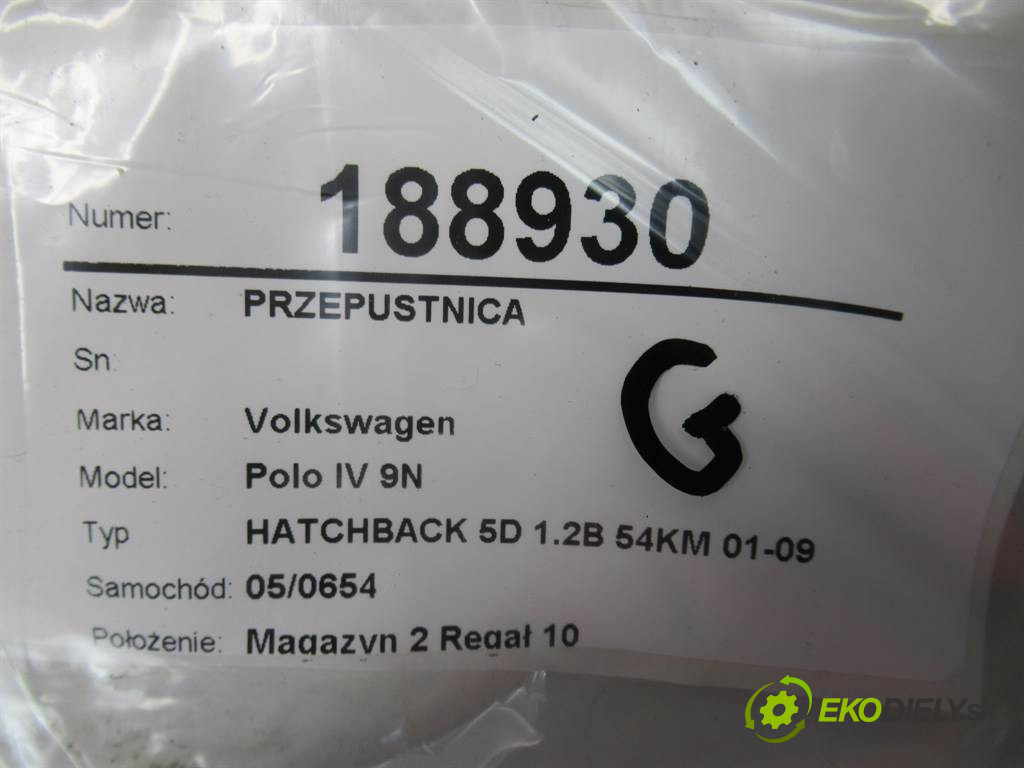 Numer: 188930
Nazwa: PRZEPUSTNICA
Sn:
Marka: Volkswagen
Model: Polo IV 9N
Typ HATCHBACK 5D 1.2B 54KM 01-09
Samochód: 05/0654
Położenie: Magazyn 2 Regał 10
G
EKODIELY.sk